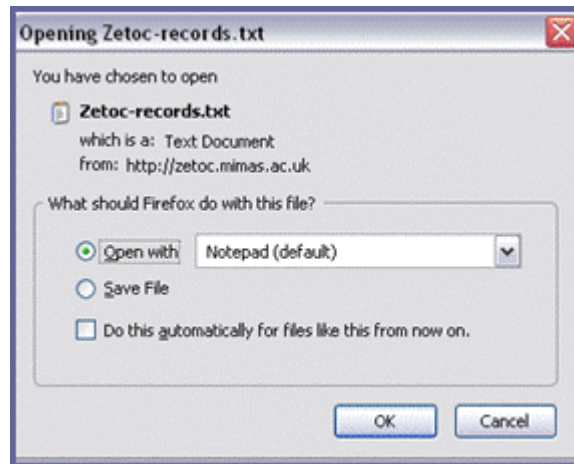 Opening Zetoc-records.txt
You have chosen to open
Zetoc-records.txt
which is a: Text Document
from: http://zetoc.mimas.ac.uk
What should Firefox do with this file?
Open with Notepad (default)
Save File
Do this automatically for files like this from now on.
OK Cancel